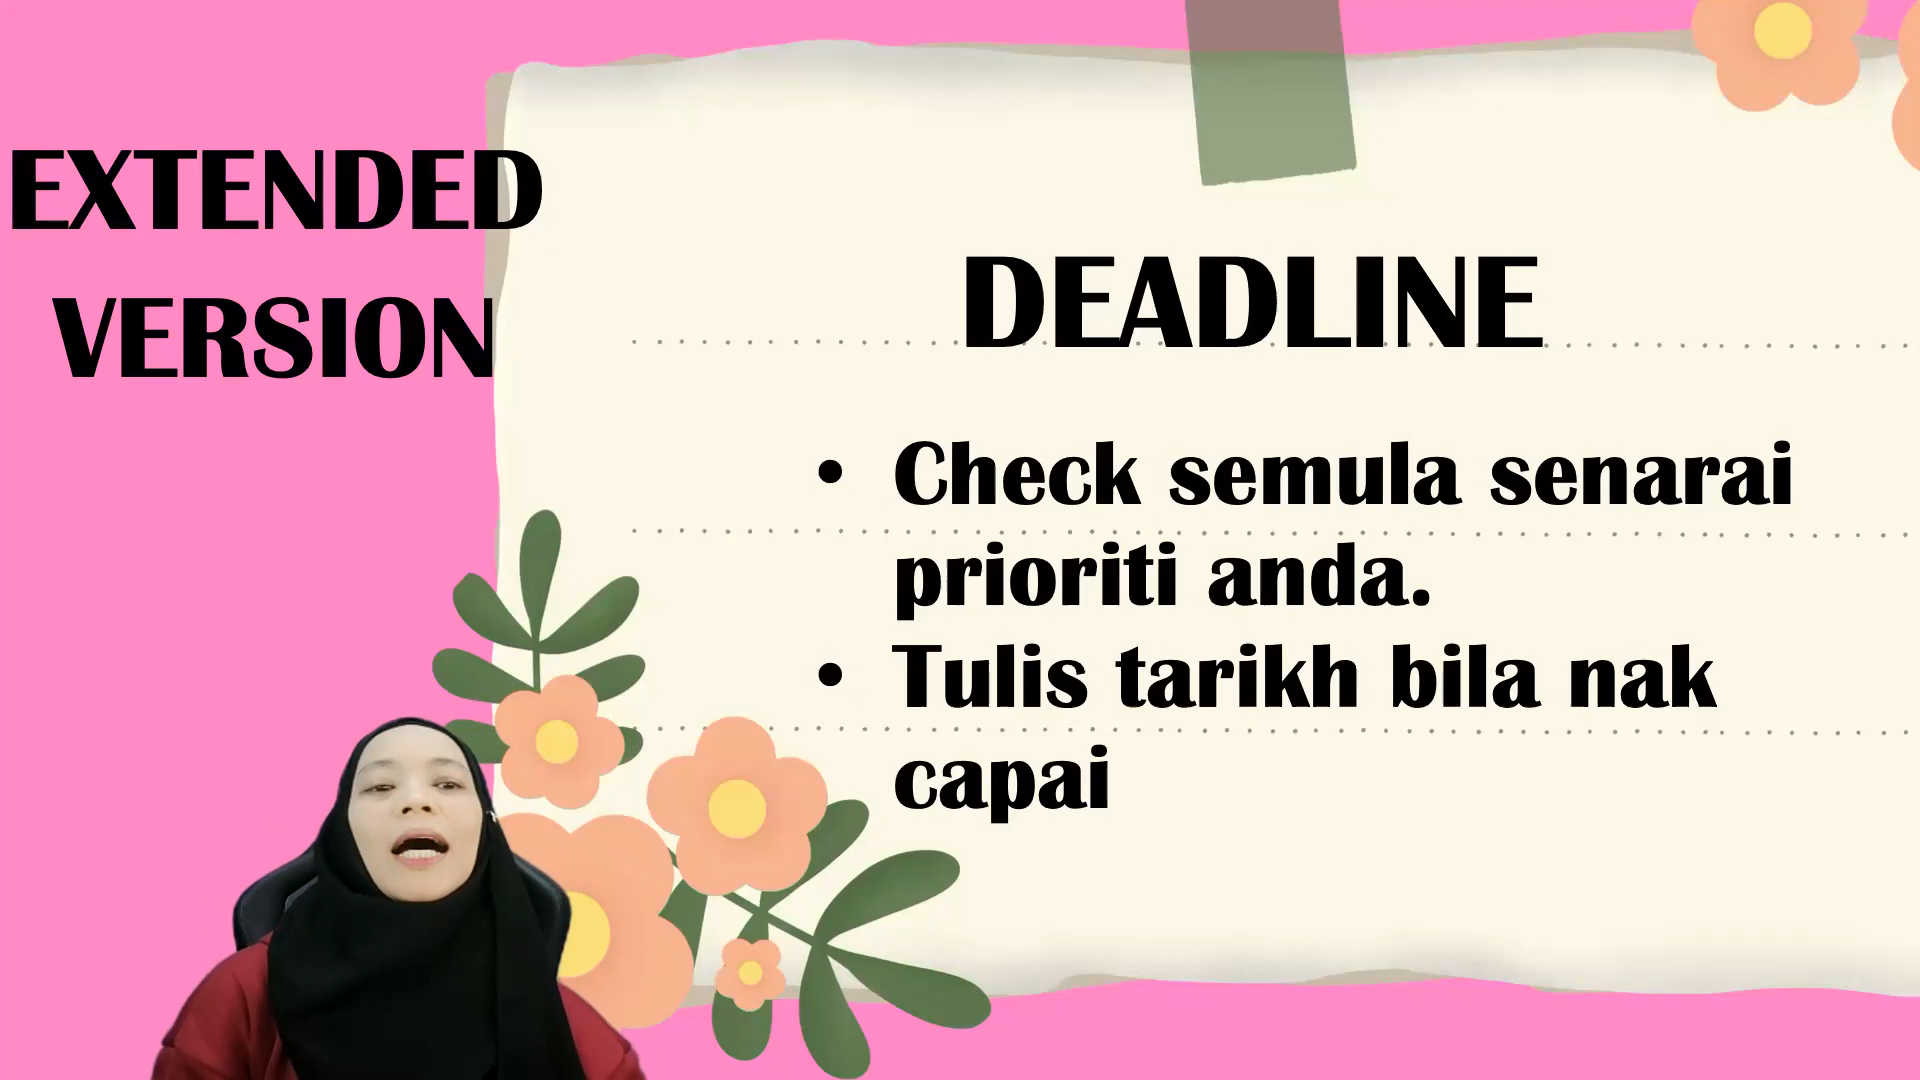 EXTENDED
VERSION
DEADLINE
• Check semula senarai
prioriti anda.
• Tulis tarikh bila nak
capai